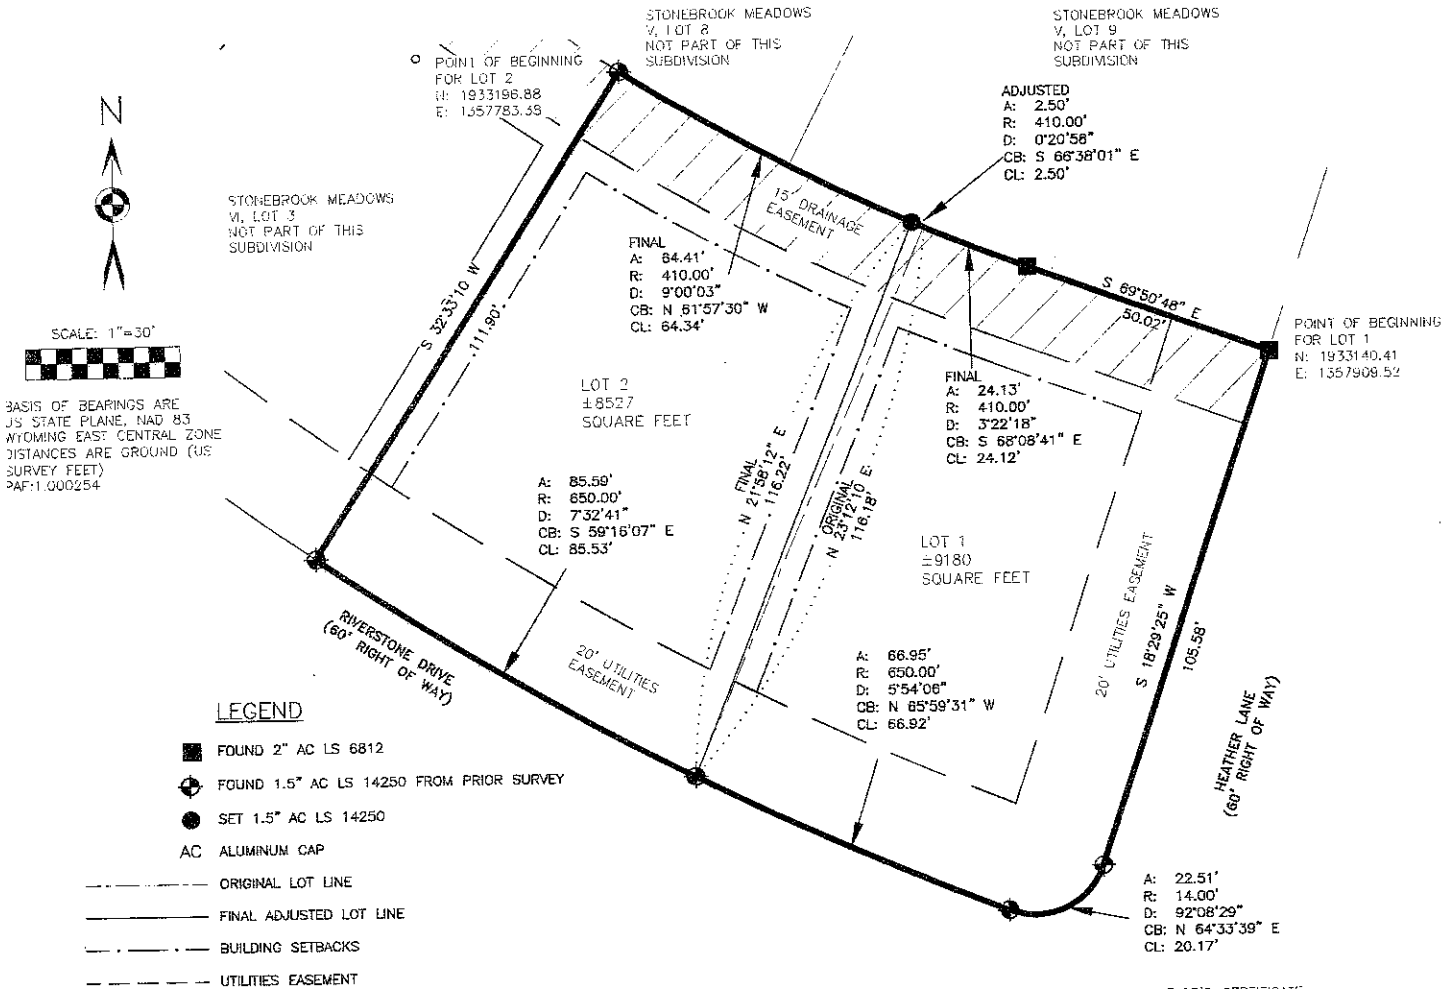 STONEBROOK MEADOWS
V, LOT 8
NOT PART OF THIS
SUBDIVISION
STONEBROOK MEADOWS
V, LOT 9
NOT PART OF THIS
SUBDIVISION
POINT OF BEGINNING
FOR LOT 2
N: 1933196.88
E: 1357783.38
ADJUSTED
A: 2.50'
R: 410.00'
D: 0°20'58"
CB: S 66°38'01" E
CL: 2.50'
N
STONEBROOK MEADOWS
VI, LOT 3
NOT PART OF THIS
SUBDIVISION
15' DRAINAGE
EASEMENT
FINAL
A: 64.41'
R: 410.00'
D: 9°00'03"
CB: N 61°57'30" W
CL: 64.34'
S 69°50'48" E
50.02'
POINT OF BEGINNING
FOR LOT 1
N: 1933140.41
E: 1357909.52
S 32°33'10 W
111.90'
SCALE: 1"=30'
BASIS OF BEARINGS ARE
US STATE PLANE, NAD 83
WYOMING EAST CENTRAL ZONE
DISTANCES ARE GROUND (US
SURVEY FEET)
PAF:1.000254
LOT 2
±8527
SQUARE FEET
FINAL
A: 24.13'
R: 410.00'
D: 3°22'18"
CB: S 68°08'41" E
CL: 24.12'
FINAL
N 21°58'12" E
116.22'
ORIGINAL
N 23°12'10 E
116.18'
A: 85.59'
R: 650.00'
D: 7°32'41"
CB: S 59°16'07" E
CL: 85.53'
LOT 1
±9180
SQUARE FEET
20' UTILITIES EASEMENT
S 18°29'25" W
105.58'
RIVERSTONE DRIVE
(60' RIGHT OF WAY)
20' UTILITIES
EASEMENT
A: 66.95'
R: 650.00'
D: 5°54'06"
CB: N 65°59'31" W
CL: 66.92'
HEATHER LANE
(60' RIGHT OF WAY)
LEGEND
FOUND 2" AC LS 6812
FOUND 1.5" AC LS 14250 FROM PRIOR SURVEY
SET 1.5" AC LS 14250
AC ALUMINUM CAP
ORIGINAL LOT LINE
FINAL ADJUSTED LOT LINE
BUILDING SETBACKS
UTILITIES EASEMENT
A: 22.51'
R: 14.00'
D: 92°08'29"
CB: N 64°33'39" E
CL: 20.17'